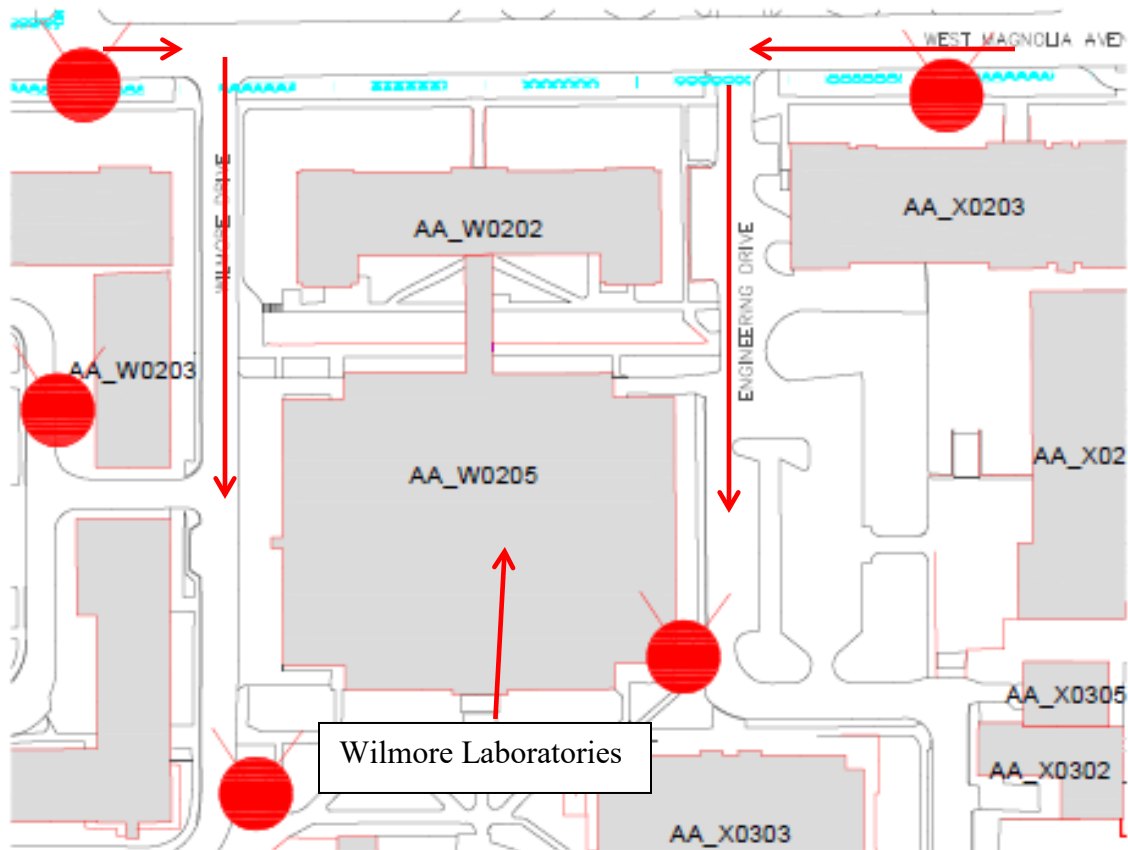 WEST MAGNOLIA AVEN
WILMORE DRIVE
AA_W0202
AA_X0203
ENGINEERING DRIVE
AA_W0203
AA_W0205
AA_X02
AA_X0305
Wilmore Laboratories
AA_X0302
AA_X0303